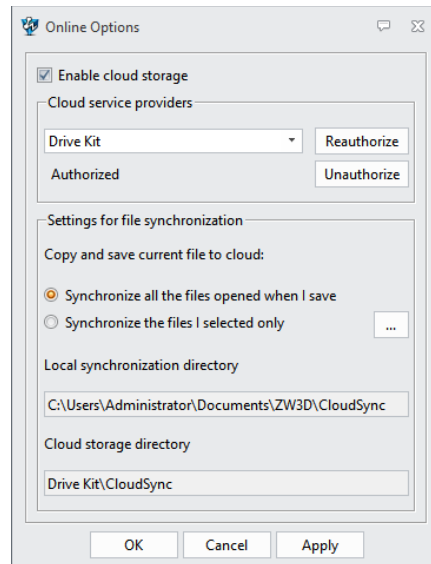 Online Options
Enable cloud storage
Cloud service providers
Drive Kit
Reauthorize
Authorized
Unauthorize
Settings for file synchronization
Copy and save current file to cloud:
Synchronize all the files opened when I save
Synchronize the files I selected only
...
Local synchronization directory
C:\Users\Administrator\Documents\ZW3D\CloudSync
Cloud storage directory
Drive Kit\CloudSync
OK
Cancel
Apply